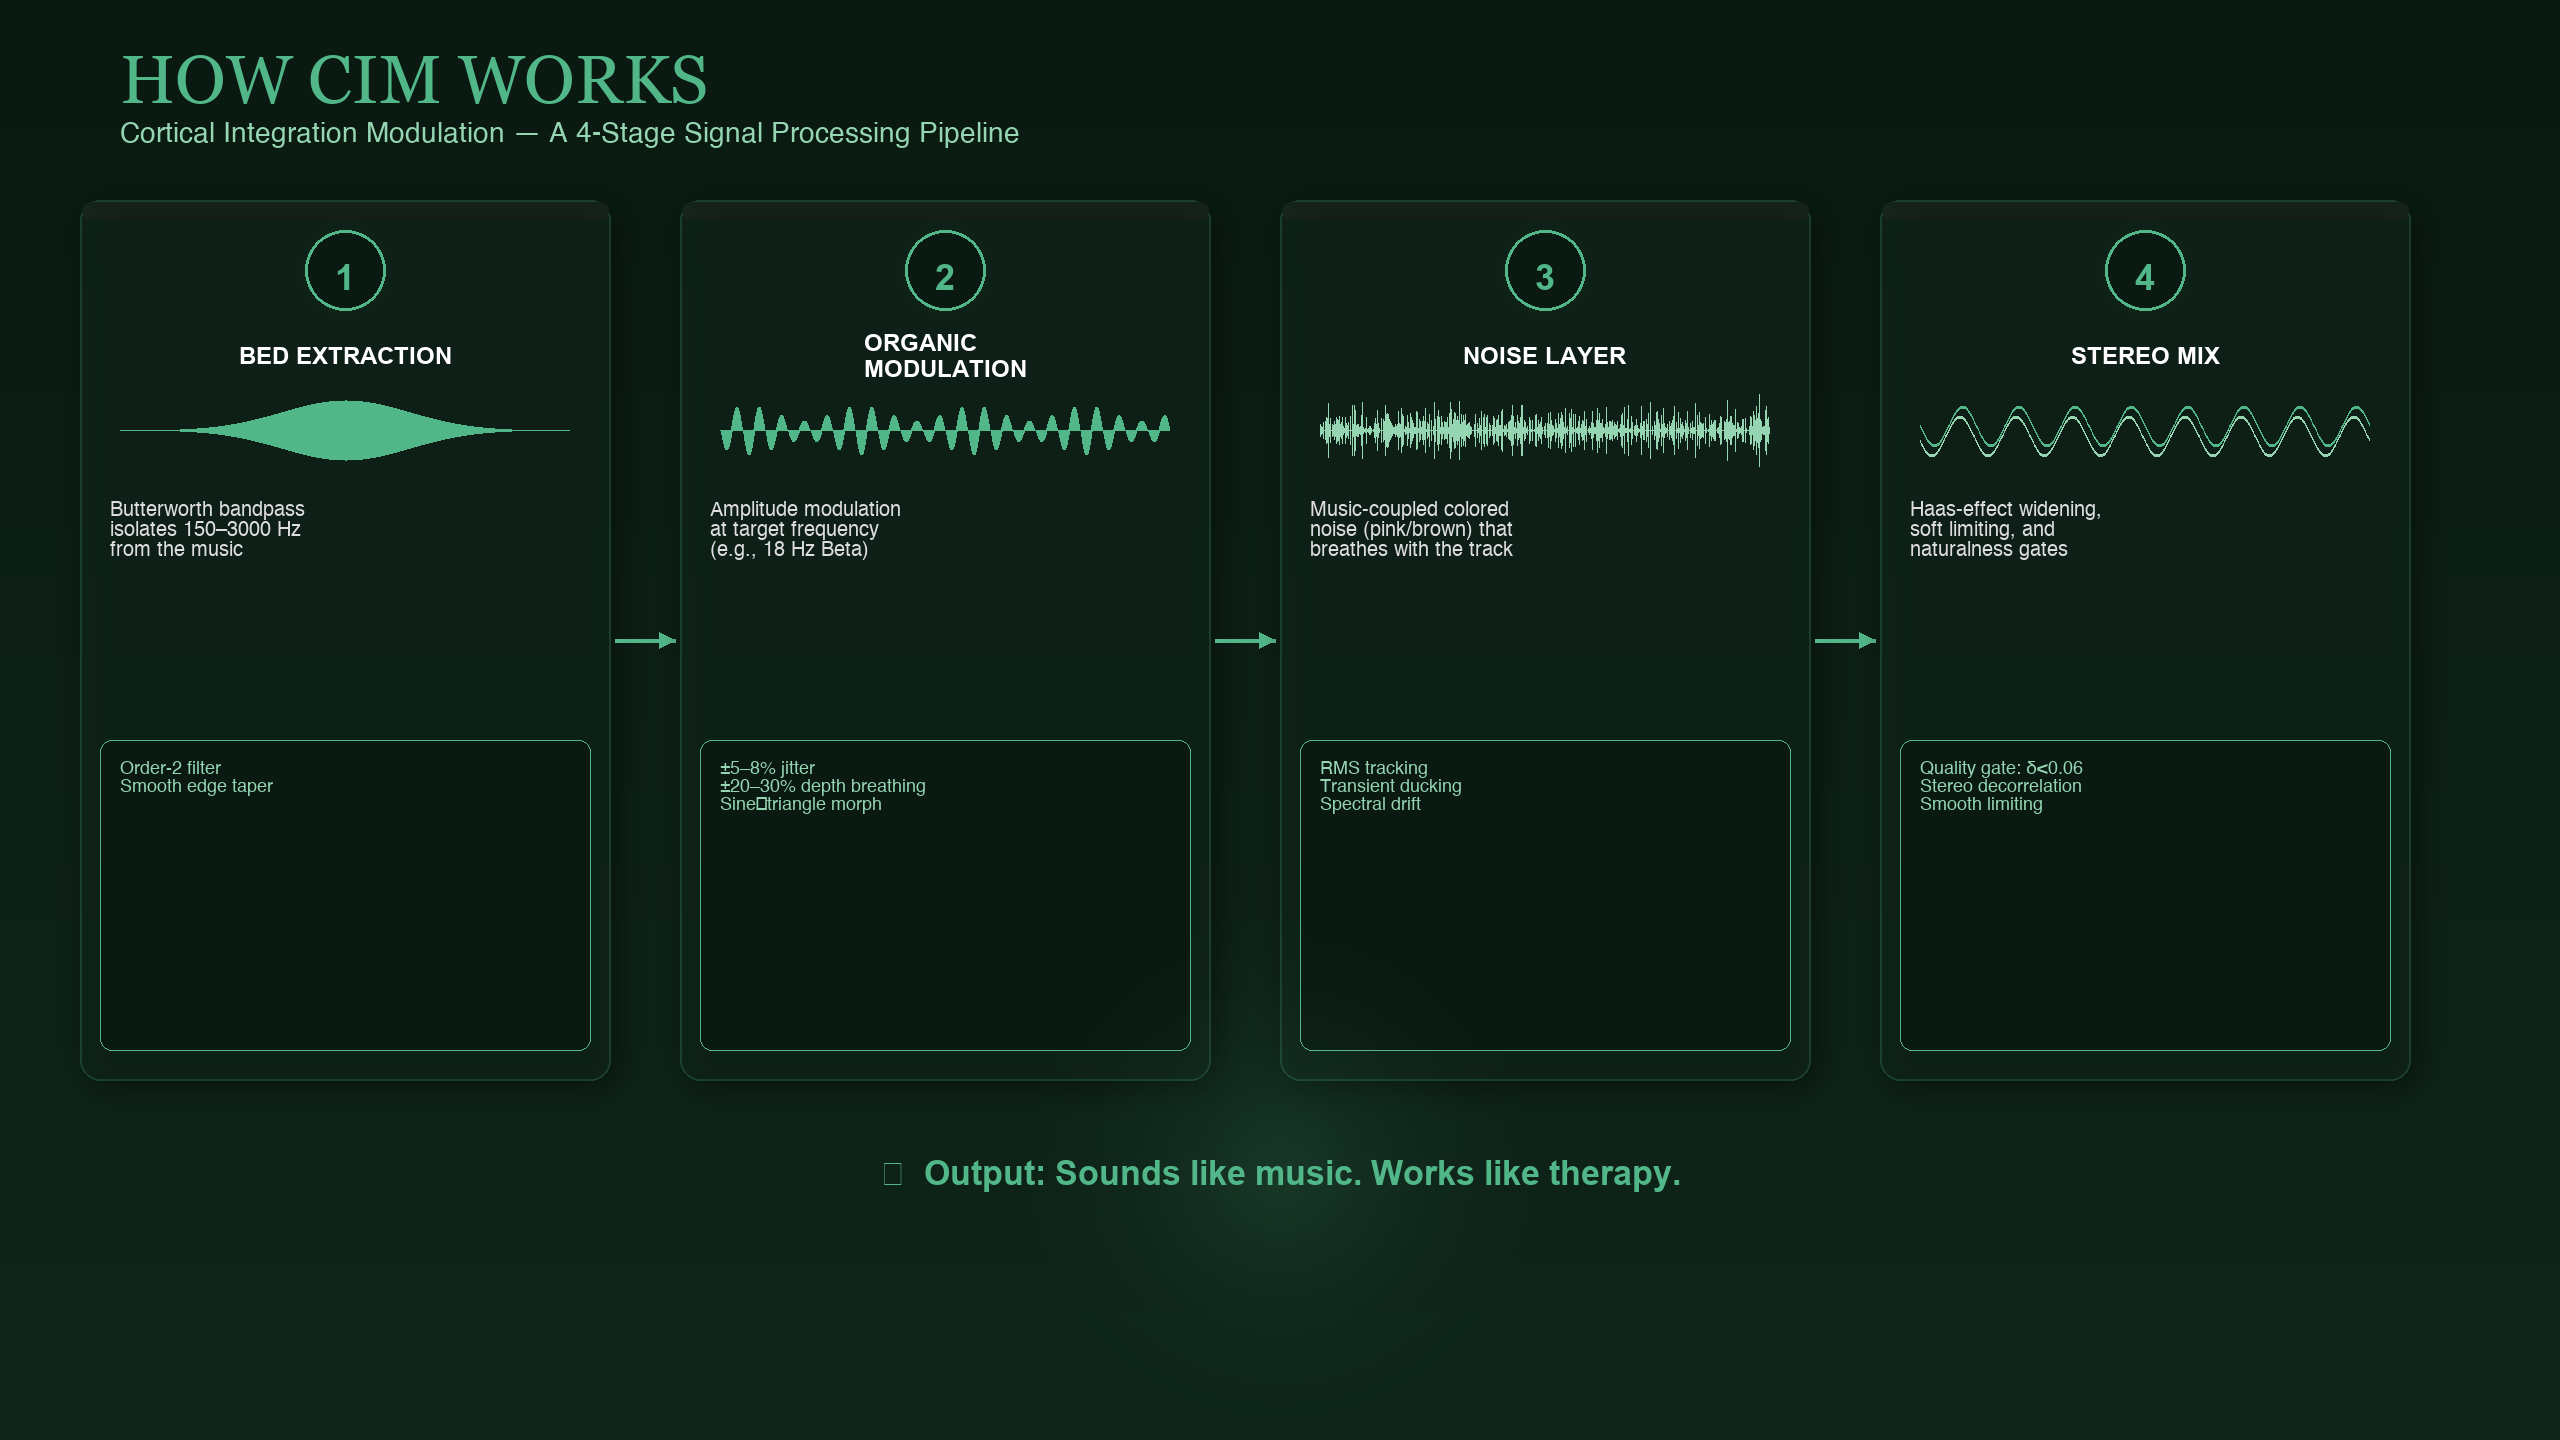 HOW CIM WORKS
Cortical Integration Modulation — A 4-Stage Signal Processing Pipeline
1
BED EXTRACTION
Butterworth bandpass
isolates 150–3000 Hz
from the music
Order-2 filter
Smooth edge taper
2
ORGANIC
MODULATION
Amplitude modulation
at target frequency
(e.g., 18 Hz Beta)
±5–8% jitter
±20–30% depth breathing
Sine□triangle morph
3
NOISE LAYER
Music-coupled colored
noise (pink/brown) that
breathes with the track
RMS tracking
Transient ducking
Spectral drift
4
STEREO MIX
Haas-effect widening,
soft limiting, and
naturalness gates
Quality gate: δ<0.06
Stereo decorrelation
Smooth limiting
□ Output: Sounds like music. Works like therapy.